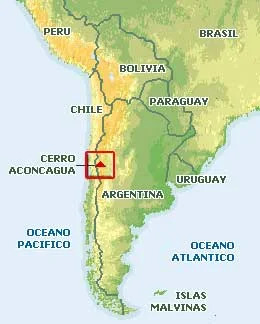 PERU
BRASIL
BOLIVIA
CHILE
PARAGUAY
CERRO
ACONCAGUA
URUGUAY
ARGENTINA
OCEANO
PACIFICO
OCEANO
ATLANTICO
ISLAS
MALVINAS